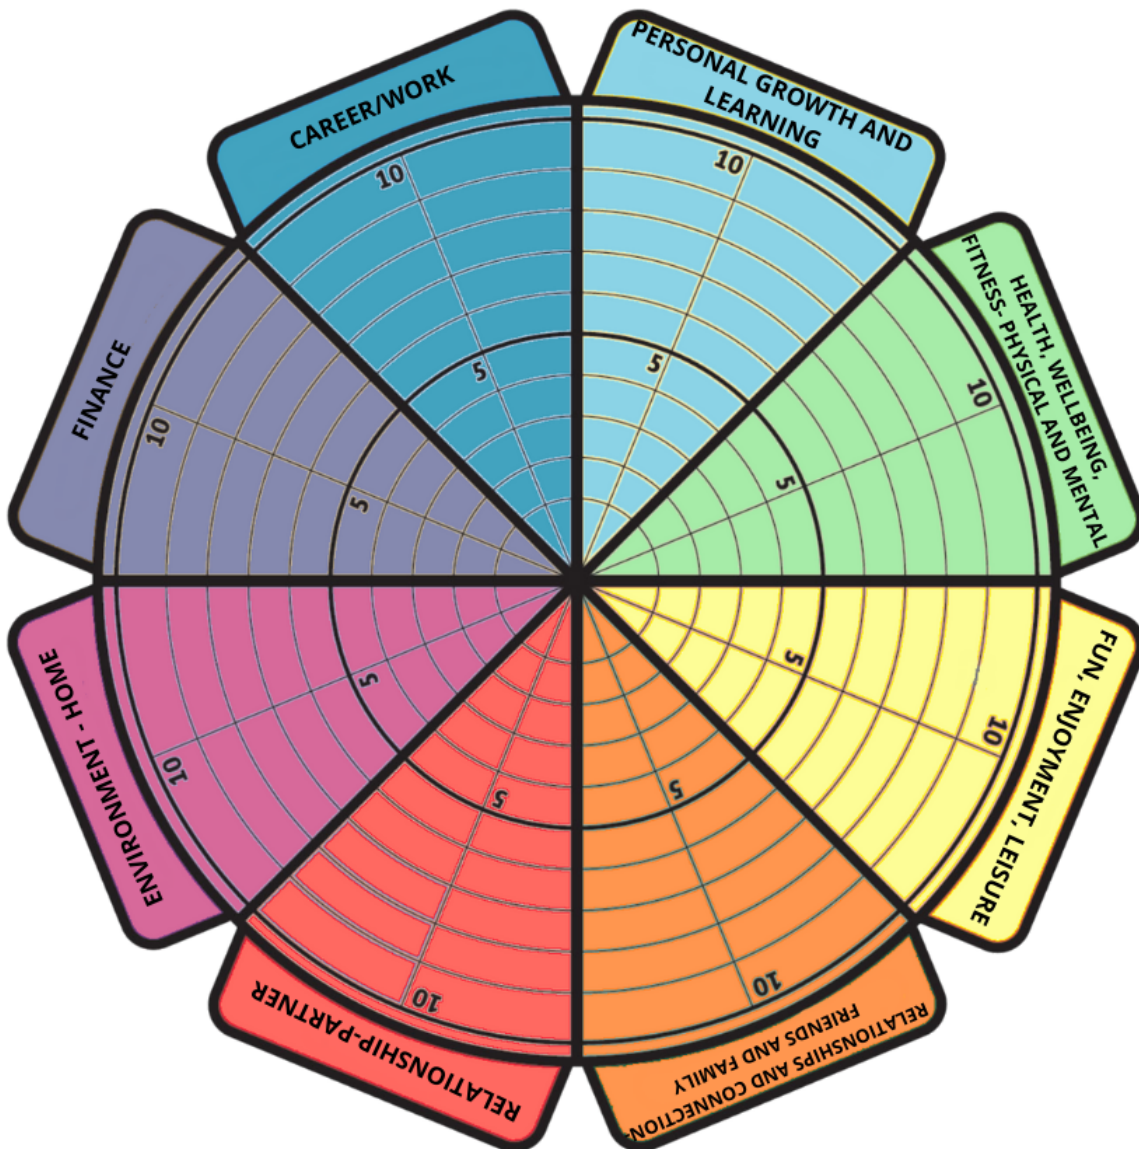 CAREER/WORK
10
5
PERSONAL GROWTH AND
LEARNING
10
5
HEALTH, WELLBEING,
FITNESS- PHYSICAL AND MENTAL
10
5
FUN, ENJOYMENT, LEISURE
5
10
RELATIONSHIPS AND CONNECTION-
FRIENDS AND FAMILY
5
10
RELATIONSHIP-PARTNER
5
10
ENVIRONMENT - HOME
5
10
FINANCE
10
5